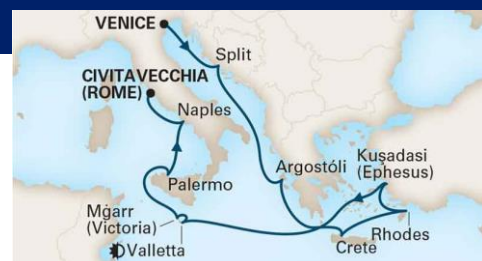 VENICE
Split
CIVITAVECCHIA
(ROME)
Naples
Argostóli
Kuşadasi
(Ephesus)
Palermo
Mġarr
(Victoria)
Valletta
Rhodes
Crete